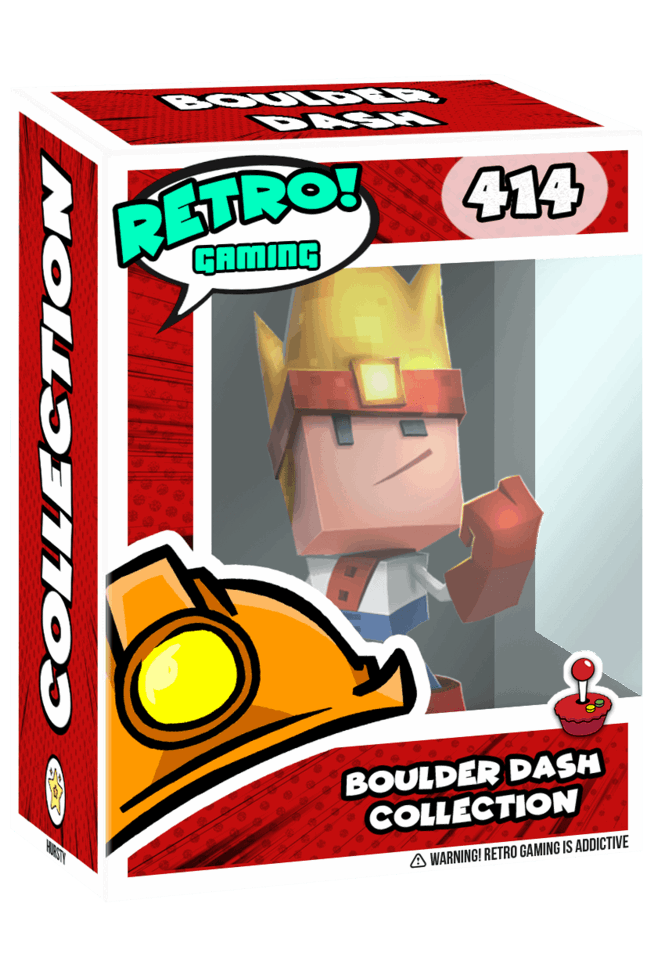 BOULDER
DASH
RETRO!
GAMING
414
COLLECTION
BOULDER DASH
COLLECTION
⚠ WARNING! RETRO GAMING IS ADDICTIVE
HURSTY